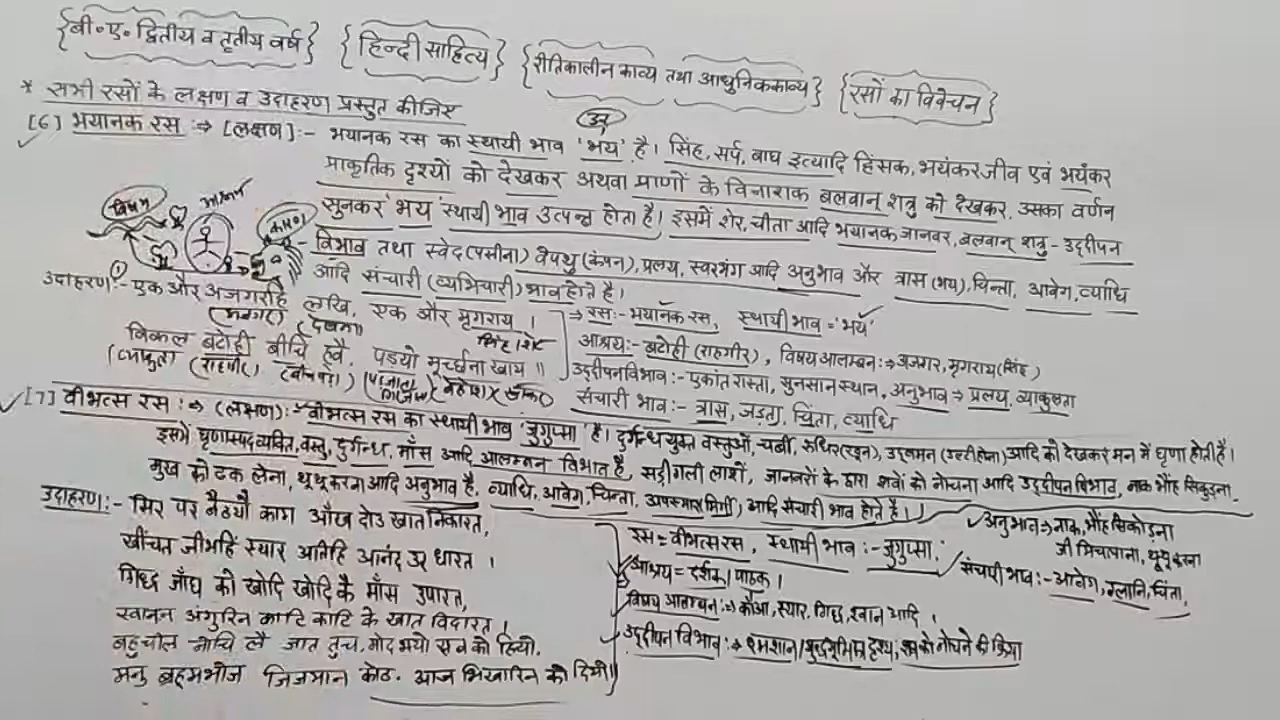 {बी॰ए॰ द्वितीय व तृतीय वर्ष} {हिन्दी साहित्य} {रीतिकालीन काव्य तथा आधुनिककाव्य} {रसों का विवेचन}
* सभी रसों के लक्षण व उदाहरण प्रस्तुत कीजिए
[6] भयानक रस :⇒ [लक्षण]:- भयानक रस का स्थायी भाव 'भय' है। सिंह, सर्प, बाघ इत्यादि हिंसक, भयंकर जीव एवं भयंकर
प्राकृतिक दृश्यों को देखकर अथवा प्राणों के विनाशक बलवान् शत्रु को देखकर, उसका वर्णन
सुनकर 'भय' स्थायी भाव उत्पन्न होता है। इसमें शेर, चीता आदि भयानक जानवर, बलवान् शत्रु - उद्दीपन
विभाव तथा स्वेद(पसीना) वेपथु (कंपन), प्रलय, स्वरभंग आदि अनुभाव और त्रास (भय), चिन्ता, आवेग, व्याधि
आदि संचारी (व्यभिचारी) भाव होते है।
विषय
उदाहरण:- एक और अजगरहि लखि, एक और मृगराय।
(अजगर) (देखना)
विकल बटोही बीचि ह्वै, पड्यो मूर्च्छना खाय॥
(व्याकुल) (राहगीर)
⇒ रस:- भयानक रस, स्थायी भाव = 'भय'
आश्रय:- बटोही (राहगीर), विषय आलम्बन:⇒ अजगर, मृगराय(सिंह)
उद्दीपन विभाव:- एकांत रास्ता, सुनसान स्थान, अनुभाव ⇒ प्रलय, व्याकुलता
संचारी भाव:- त्रास, जड़ता, चिंता, व्याधि
[7] वीभत्स रस :⇒ (लक्षण):- वीभत्स रस का स्थायी भाव 'जुगुप्सा' है। दुर्गन्धयुक्त वस्तुओं, चर्बी, रुधिर(खून), उद्वमन (उल्टी होना) आदि को देखकर मन में घृणा होती है।
इसमें घृणास्पद व्यक्ति, वस्तु, दुर्गन्ध, माँस आदि आलम्बन विभाव है, सड़ी गली लाशें, जानवरों के द्वारा शवों को नोचना आदि उद्दीपन विभाव, नाक भौंह सिकुड़ना,
मुख को ढक लेना, थूथू करना आदि अनुभाव है, व्याधि, आवेग, चिन्ता, अपस्मार(मिर्गी) आदि संचारी भाव होते है।
उदाहरण:- सिर पर बैठ्यौ काग आँख दोउ खात निकारत,
खींचत जीभहिं स्यार अतिहि आनंद उर धारत।
गिध्द जाँघ को खोदि खोदि कै माँस उपारत,
स्वानन अंगुरिन काटि काटि के खात विदारत।
बहुचील नोचि लै जात तुच, मोद भयो सब को हियो,
मनु ब्रह्मभोज जिजमान कोउ आज भिखारिन को दियौ॥
रस = वीभत्स रस, स्थायी भाव:- जुगुप्सा,
आश्रय = दर्शक / पाठक।
विषय आलम्बन:⇒ कौआ, स्यार, गिध्द, श्वान आदि।
उद्दीपन विभाव:⇒ श्मशान/युद्धभूमि का दृश्य, शव को नोचने की क्रिया
अनुभाव ⇒ नाक, भौंह सिकोड़ना
जी मिचलाना, थूथू करना
संचारी भाव:- आवेग, ग्लानि, चिंता,